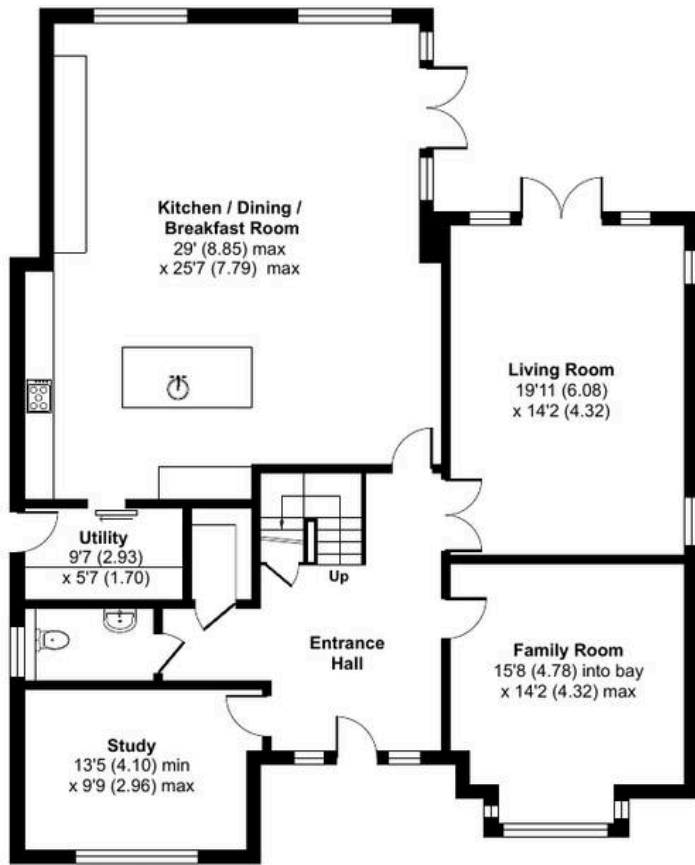 Kitchen / Dining /
Breakfast Room
29' (8.85) max
x 25'7 (7.79) max
Living Room
19'11 (6.08)
x 14'2 (4.32)
Utility
9'7 (2.93)
x 5'7 (1.70)
Up
Entrance
Hall
Family Room
15'8 (4.78) into bay
x 14'2 (4.32) max
Study
13'5 (4.10) min
x 9'9 (2.96) max